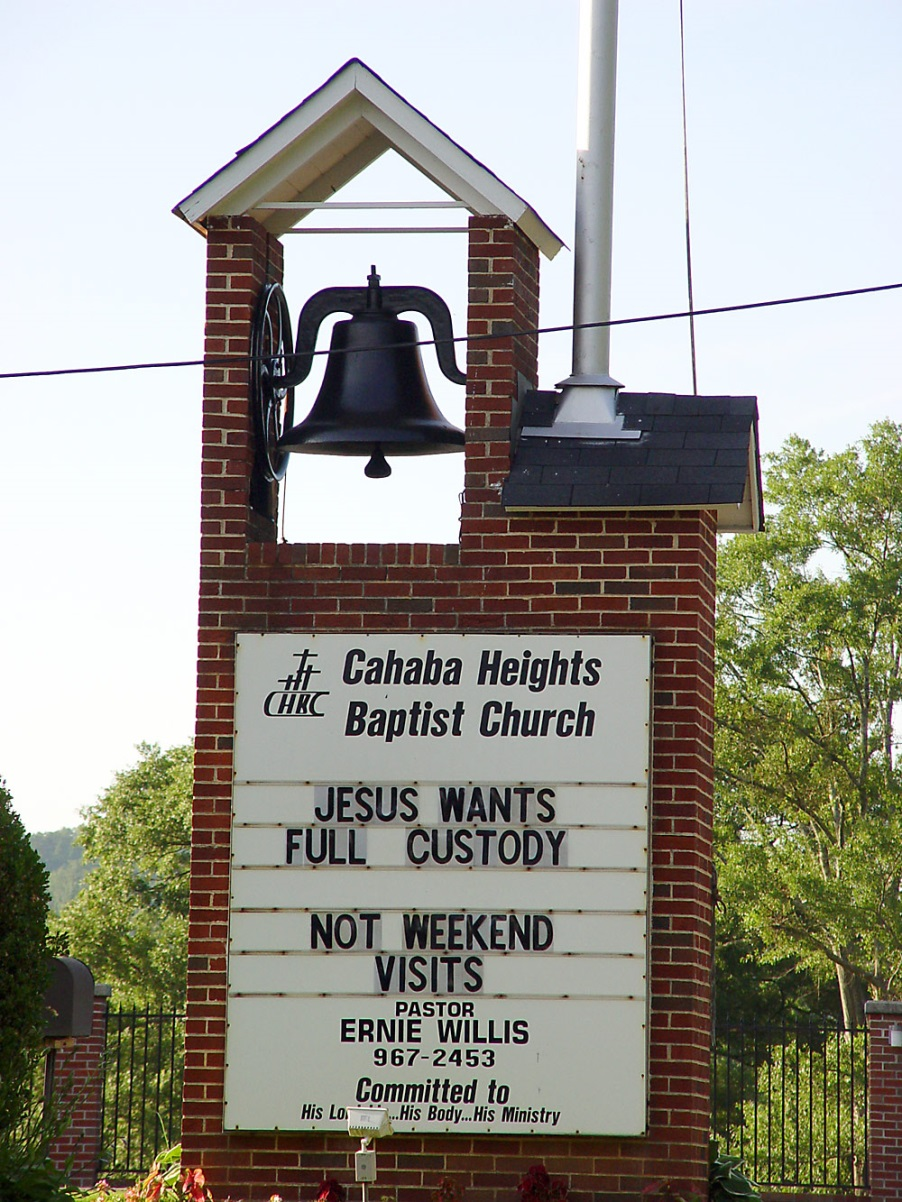 Cahaba Heights
CHBC
Baptist Church
JESUS WANTS
FULL CUSTODY
NOT WEEKEND
VISITS
PASTOR
ERNIE WILLIS
967-2453
Committed to
His ...His Body...His Ministry